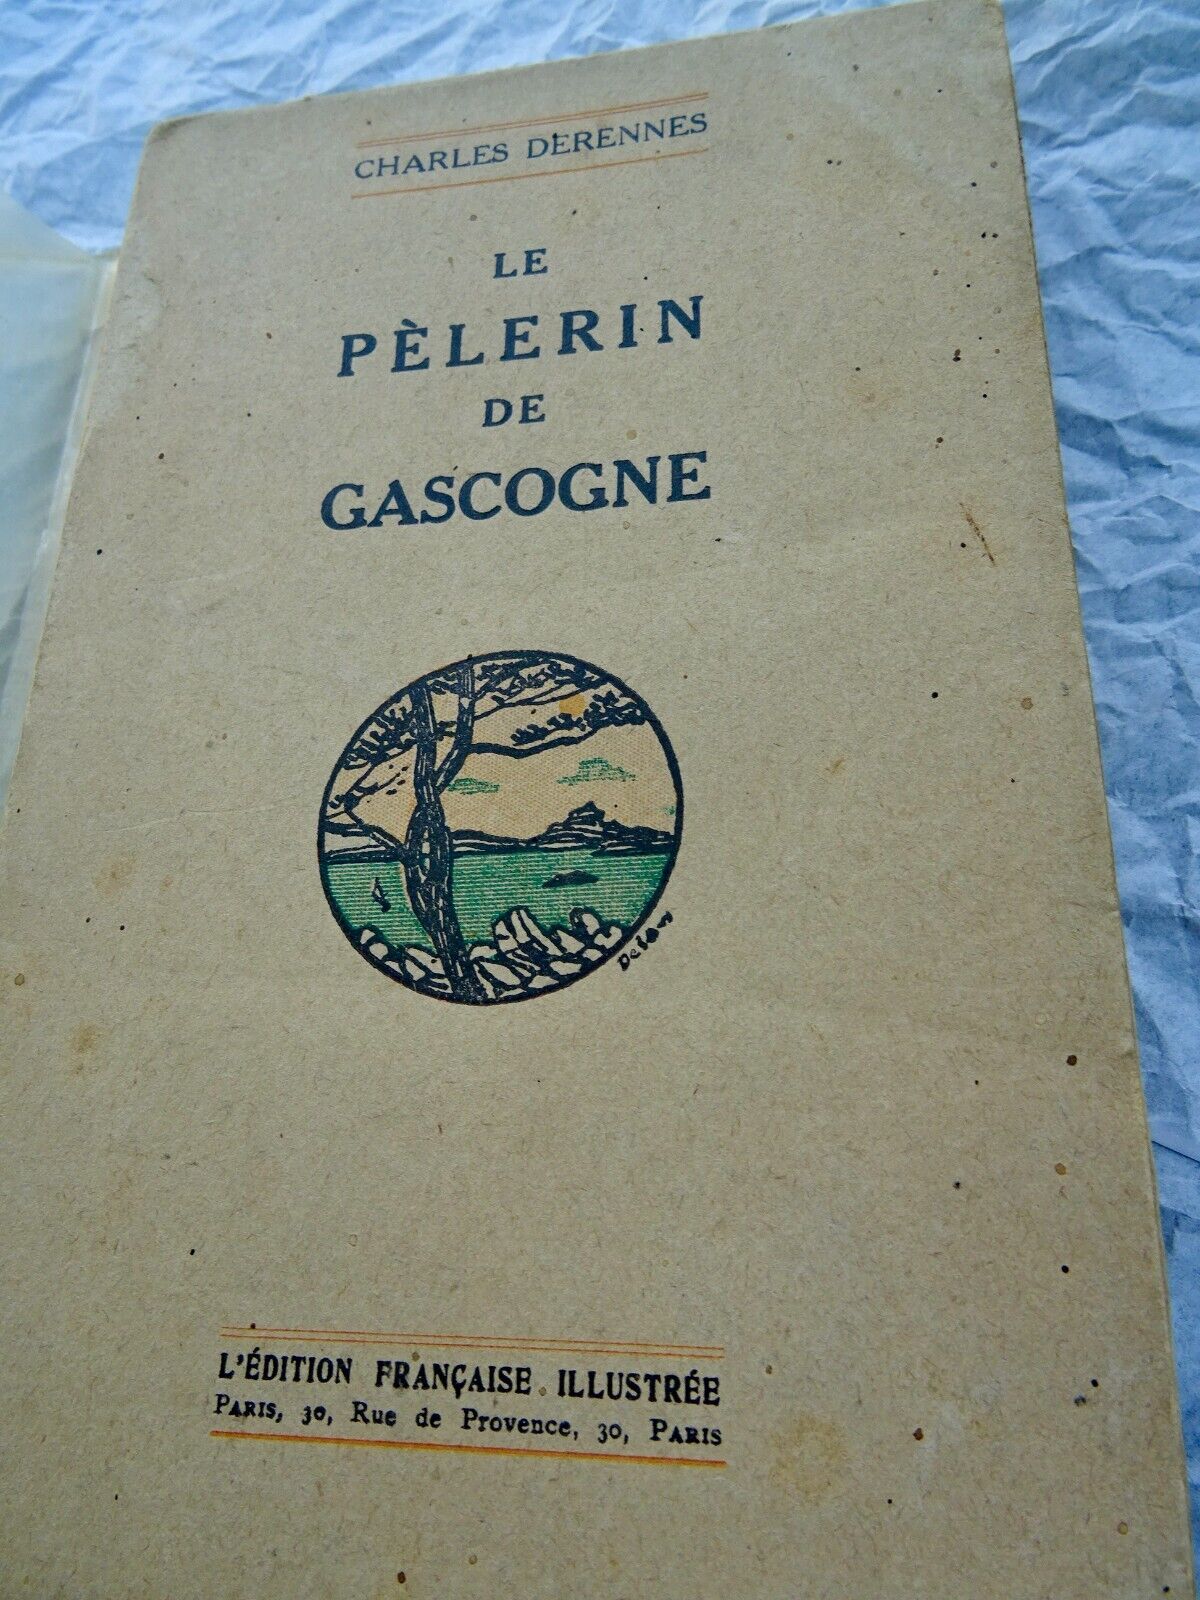 CHARLES DERENNES
LE
PÈLERIN
DE
GASCOGNE
L'ÉDITION FRANÇAISE ILLUSTRÉE
PARIS, 30, Rue de Provence, 30, PARIS